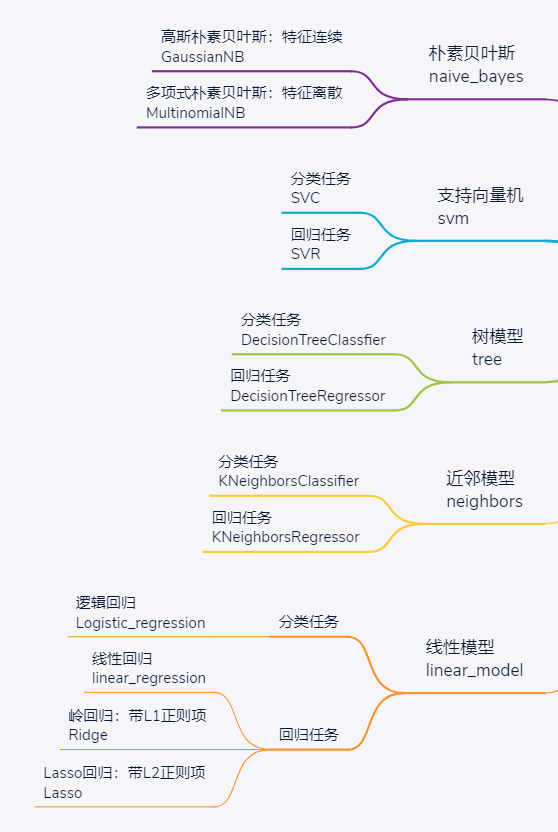 高斯朴素贝叶斯：特征连续
GaussianNB
多项式朴素贝叶斯：特征离散
MultinomialNB
朴素贝叶斯
naive_bayes
分类任务
SVC
回归任务
SVR
支持向量机
svm
分类任务
DecisionTreeClassfier
回归任务
DecisionTreeRegressor
树模型
tree
分类任务
KNeighborsClassifier
回归任务
KNeighborsRegressor
近邻模型
neighbors
逻辑回归
Logistic_regression
分类任务
线性回归
linear_regression
岭回归：带L1正则项
Ridge
Lasso回归：带L2正则项
Lasso
回归任务
线性模型
linear_model